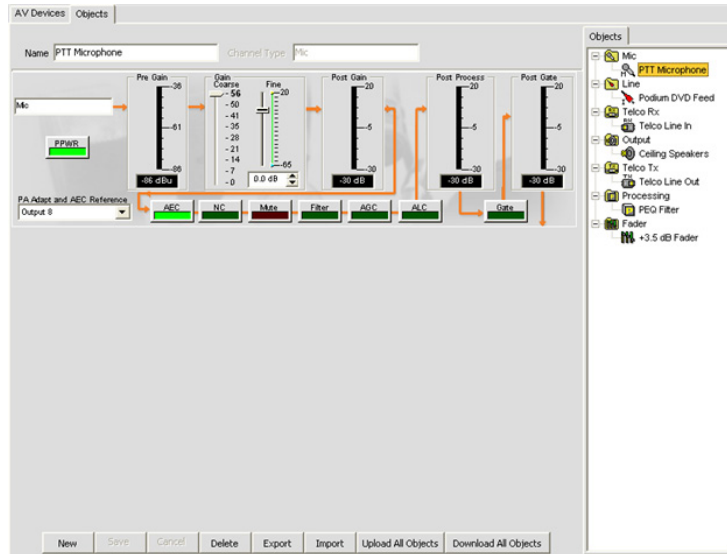 AV Devices Objects
Name PTT Microphone Channel Type Mic
Pre Gain Gain Post Gain Post Process Post Gate
Coarse Fine
-36 56 20 20 20 20
-50
-41
-35
Mic -61 -28 -5 -5 -5
-21
PPWR -14
-7 -65
-86 -0 -30 -30 -30
-86 dBu 0.0 dB -30 dB -30 dB -30 dB
PA Adapt and AEC Reference
Output 8 AEC NC Mute Filter AGC ALC Gate
New Save Cancel Delete Export Import Upload All Objects Download All Objects
Objects
Mic
PTT Microphone
Line
Podium DVD Feed
Telco Rx
Telco Line In
Output
Ceiling Speakers
Telco Tx
Telco Line Out
Processing
PEQ Filter
Fader
+3.5 dB Fader